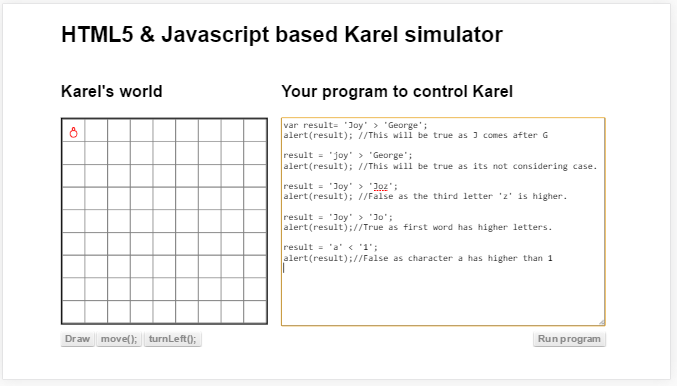 HTML5 & Javascript based Karel simulator
Karel's world
Your program to control Karel
var result= 'Joy' > 'George';
alert(result); //This will be true as J comes after G
result = 'joy' > 'George';
alert(result); //This will be true as its not considering case.
result = 'Joy' > 'Joz';
alert(result); //False as the third letter 'z' is higher.
result = 'Joy' > 'Jo';
alert(result);//True as first word has higher letters.
result = 'a' < '1';
alert(result);//False as character a has higher than 1
Draw move(); turnLeft();
Run program